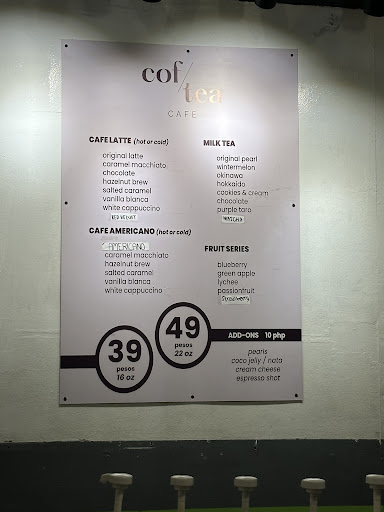 cof/
tea
CAFE
CAFE LATTE (hot or cold)
original latte
caramel macchiato
chocolate
hazelnut brew
salted caramel
vanilla blanca
white cappuccino
RED VELVET
CAFE AMERICANO (hot or cold)
AMERICANO
caramel macchiato
hazelnut brew
salted caramel
vanilla blanca
white cappuccino
MILK TEA
original pearl
wintermelon
okinawa
hokkaido
cookies & cream
chocolate
purple taro
MATCHA
FRUIT SERIES
blueberry
green apple
lychee
passionfruit
Strawberry
39
pesos
16 oz
49
pesos
22 oz
ADD-ONS 10 php
pearls
coco jelly / nata
cream cheese
espresso shot